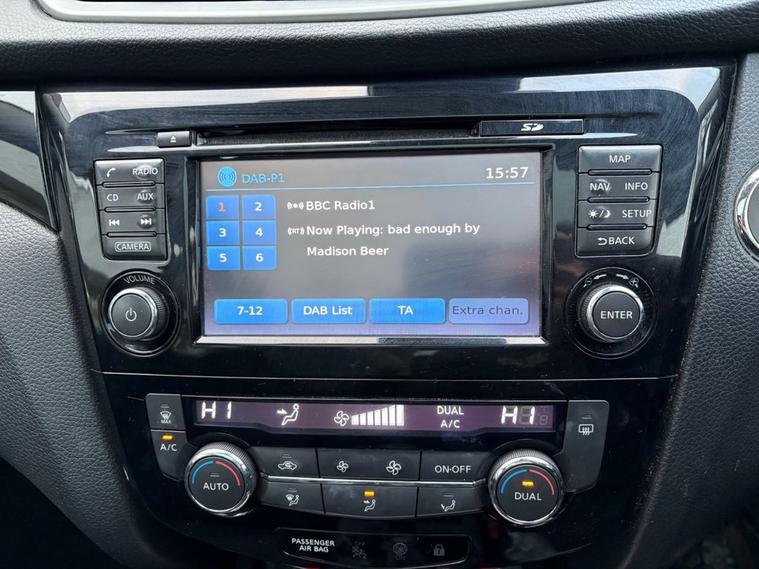 SD
RADIO
CD AUX
CAMERA
VOLUME
DAB-P1 15:57
1 2 BBC Radio1
3 4 RT Now Playing: bad enough by
Madison Beer
5 6
7-12 DAB List TA Extra chan.
MAP
NAV INFO
SETUP
BACK
ENTER
MAX
A/C
HI DUAL HI
A/C
AUTO
ON·OFF
DUAL
PASSENGER
AIR BAG
OFF